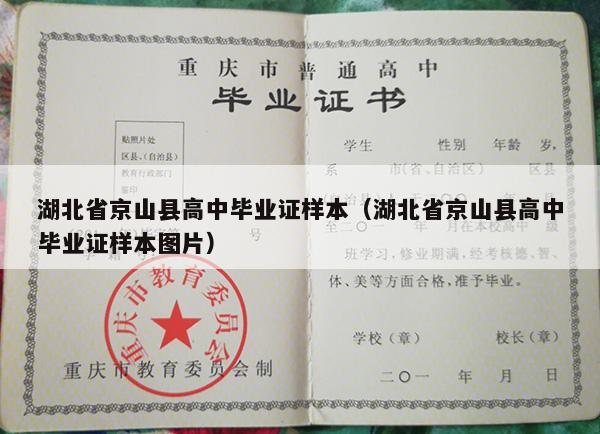 重庆市普通高中
毕业证书
贴照片处
区县、(自治县)
教育行政部门
钢印
学生 性别 年龄 岁,
系 市(省、自治区) 区县
湖北省京山县高中毕业证样本（湖北省京山县高中
毕业证样本图片）
号
至二〇一 年 月在本校高中 级
班学习,修业期满,经考核德、智、
体、美等方面合格,准予毕业。
重庆市教育委员会
学校（章） 校长（章）
重庆市教育委员会制
二〇一 年 月 日